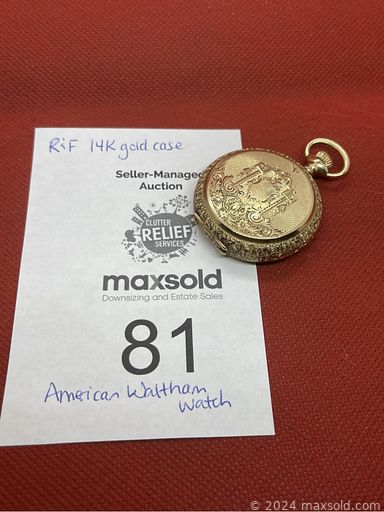 R&F 14K gold case
Seller-Managed
Auction
CLUTTER
RELIEF
SERVICES
maxsold
Downsizing and Estate Sales
81
American Waltham
Watch
© 2024 maxsold.com